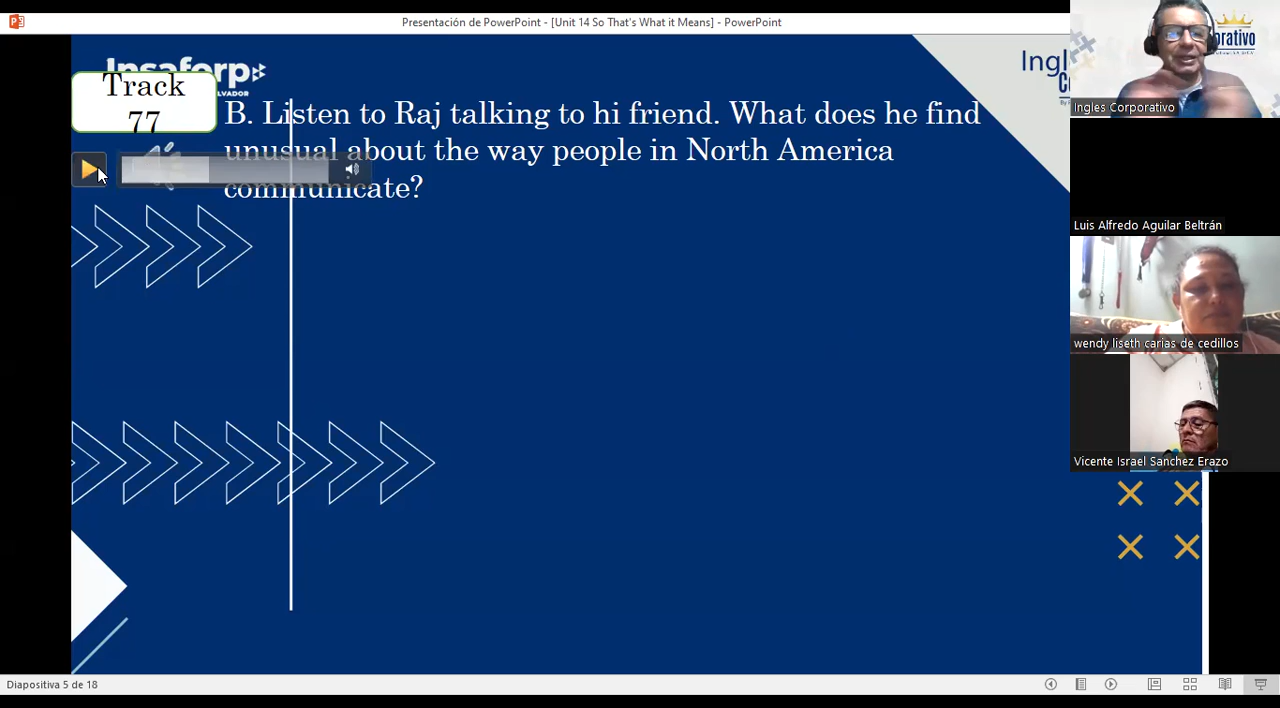 Presentación de PowerPoint - [Unit 14 So That's What it Means] - PowerPoint
Insaforp
SALVADOR
Track
77
B. Listen to Raj talking to hi friend. What does he find
unusual about the way people in North America
communicate?
Ingles Corporativo
Luis Alfredo Aguilar Beltrán
wendy liseth carias de cedillos
Vicente Israel Sanchez Erazo
Diapositiva 5 de 18